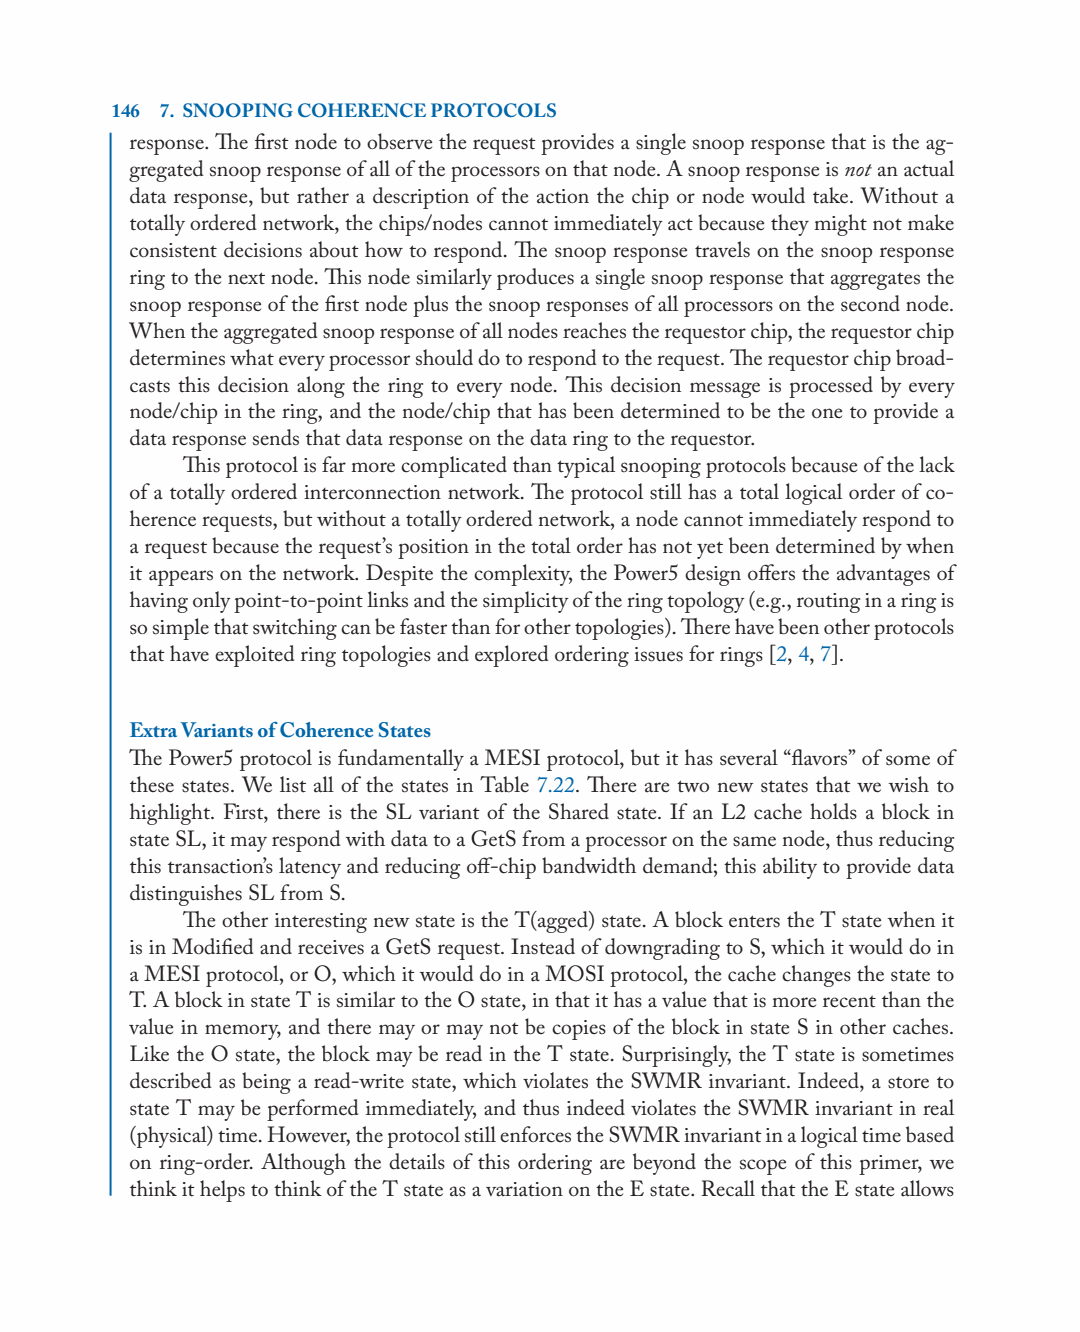 146 7. SNOOPING COHERENCE PROTOCOLS
response. The first node to observe the request provides a single snoop response that is the ag-
gregated snoop response of all of the processors on that node. A snoop response is not an actual
data response, but rather a description of the action the chip or node would take. Without a
totally ordered network, the chips/nodes cannot immediately act because they might not make
consistent decisions about how to respond. The snoop response travels on the snoop response
ring to the next node. This node similarly produces a single snoop response that aggregates the
snoop response of the first node plus the snoop responses of all processors on the second node.
When the aggregated snoop response of all nodes reaches the requestor chip, the requestor chip
determines what every processor should do to respond to the request. The requestor chip broad-
casts this decision along the ring to every node. This decision message is processed by every
node/chip in the ring, and the node/chip that has been determined to be the one to provide a
data response sends that data response on the data ring to the requestor.
This protocol is far more complicated than typical snooping protocols because of the lack
of a totally ordered interconnection network. The protocol still has a total logical order of co-
herence requests, but without a totally ordered network, a node cannot immediately respond to
a request because the request's position in the total order has not yet been determined by when
it appears on the network. Despite the complexity, the Power5 design offers the advantages of
having only point-to-point links and the simplicity of the ring topology (e.g., routing in a ring is
so simple that switching can be faster than for other topologies). There have been other protocols
that have exploited ring topologies and explored ordering issues for rings [2, 4, 7].
Extra Variants of Coherence States
The Power5 protocol is fundamentally a MESI protocol, but it has several “flavors” of some of
these states. We list all of the states in Table 7.22. There are two new states that we wish to
highlight. First, there is the SL variant of the Shared state. If an L2 cache holds a block in
state SL, it may respond with data to a GetS from a processor on the same node, thus reducing
this transaction's latency and reducing off-chip bandwidth demand; this ability to provide data
distinguishes SL from S.
The other interesting new state is the T(agged) state. A block enters the T state when it
is in Modified and receives a GetS request. Instead of downgrading to S, which it would do in
a MESI protocol, or O, which it would do in a MOSI protocol, the cache changes the state to
T. A block in state T is similar to the O state, in that it has a value that is more recent than the
value in memory, and there may or may not be copies of the block in state S in other caches.
Like the O state, the block may be read in the T state. Surprisingly, the T state is sometimes
described as being a read-write state, which violates the SWMR invariant. Indeed, a store to
state T may be performed immediately, and thus indeed violates the SWMR invariant in real
(physical) time. However, the protocol still enforces the SWMR invariant in a logical time based
on ring-order. Although the details of this ordering are beyond the scope of this primer, we
think it helps to think of the T state as a variation on the E state. Recall that the E state allows